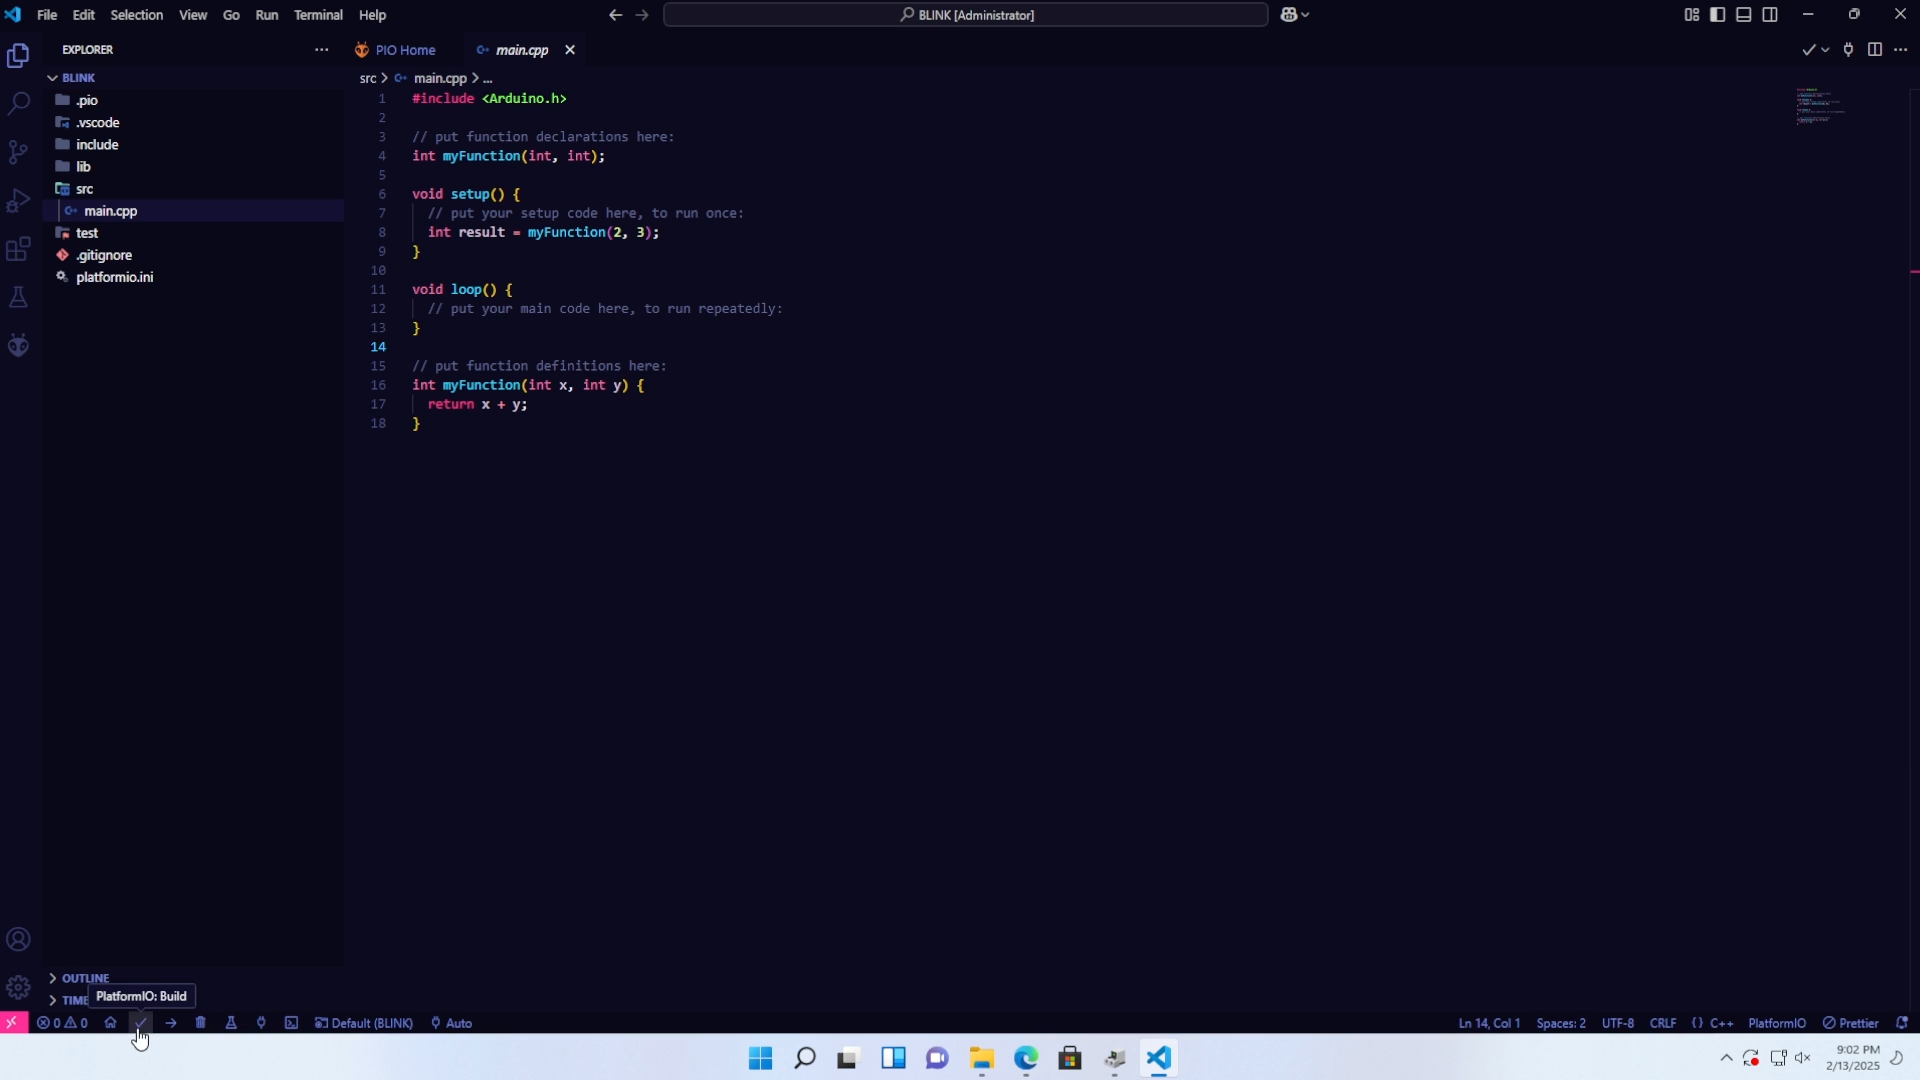 File Edit Selection View Go Run Terminal Help
BLINK [Administrator]
EXPLORER
PIO Home
main.cpp
BLINK
src > main.cpp > ...
.pio
.vscode
include
lib
src
main.cpp
test
.gitignore
platformio.ini
1 #include <Arduino.h>
2
3 // put function declarations here:
4 int myFunction(int, int);
5
6 void setup() {
7 // put your setup code here, to run once:
8 int result = myFunction(2, 3);
9 }
10
11 void loop() {
12 // put your main code here, to run repeatedly:
13 }
14
15 // put function definitions here:
16 int myFunction(int x, int y) {
17 return x + y;
18 }
OUTLINE
TIME
PlatformIO: Build
0 0 Default (BLINK) Auto
Ln 14, Col 1 Spaces: 2 UTF-8 CRLF {} C++ PlatformIO Prettier
9:02 PM
2/13/2025